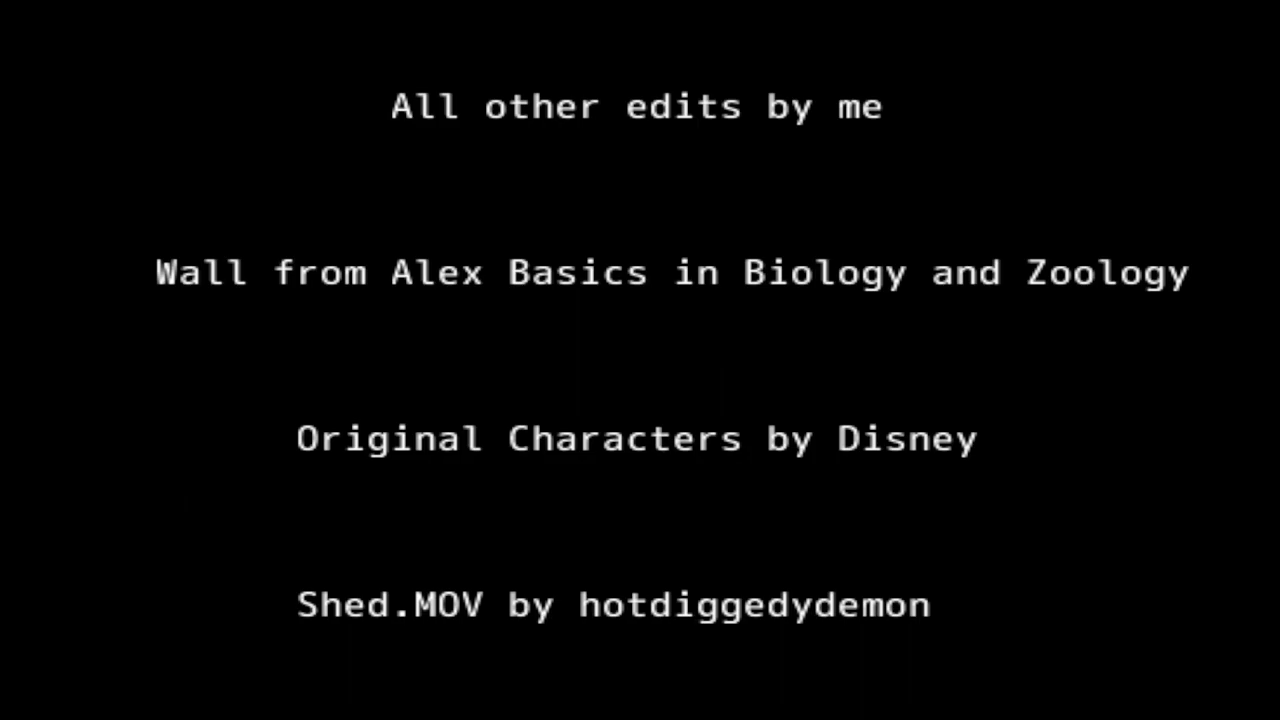 All other edits by me
Wall from Alex Basics in Biology and Zoology
Original Characters by Disney
Shed.MOV by hotdiggedydemon